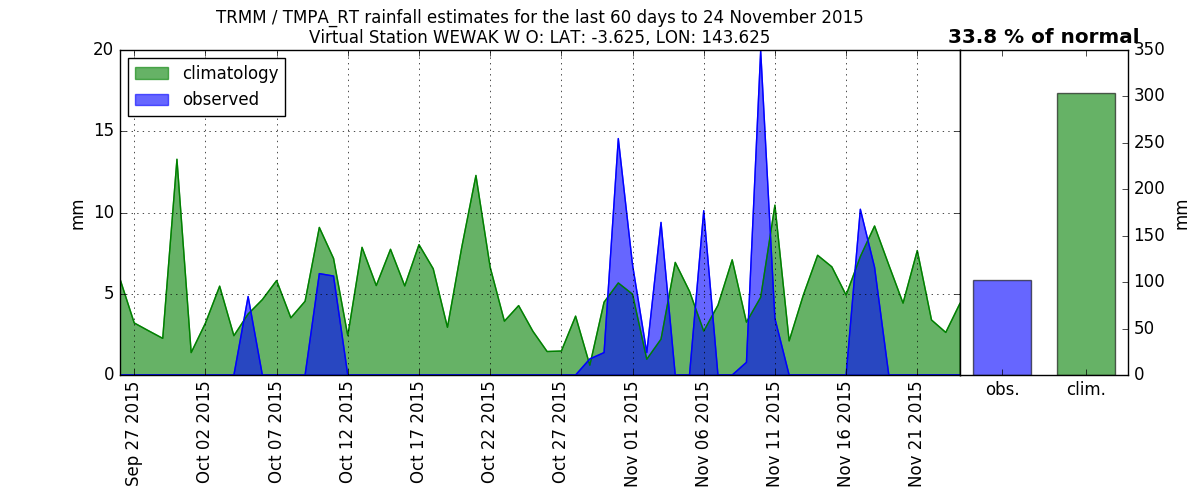 TRMM / TMPA_RT rainfall estimates for the last 60 days to 24 November 2015
Virtual Station WEWAK W O: LAT: -3.625, LON: 143.625
33.8 % of normal
climatology
observed
mm
20
15
10
5
0
Sep 27 2015
Oct 02 2015
Oct 07 2015
Oct 12 2015
Oct 17 2015
Oct 22 2015
Oct 27 2015
Nov 01 2015
Nov 06 2015
Nov 11 2015
Nov 16 2015
Nov 21 2015
obs.
clim.
350
300
250
200
150
100
50
0
mm